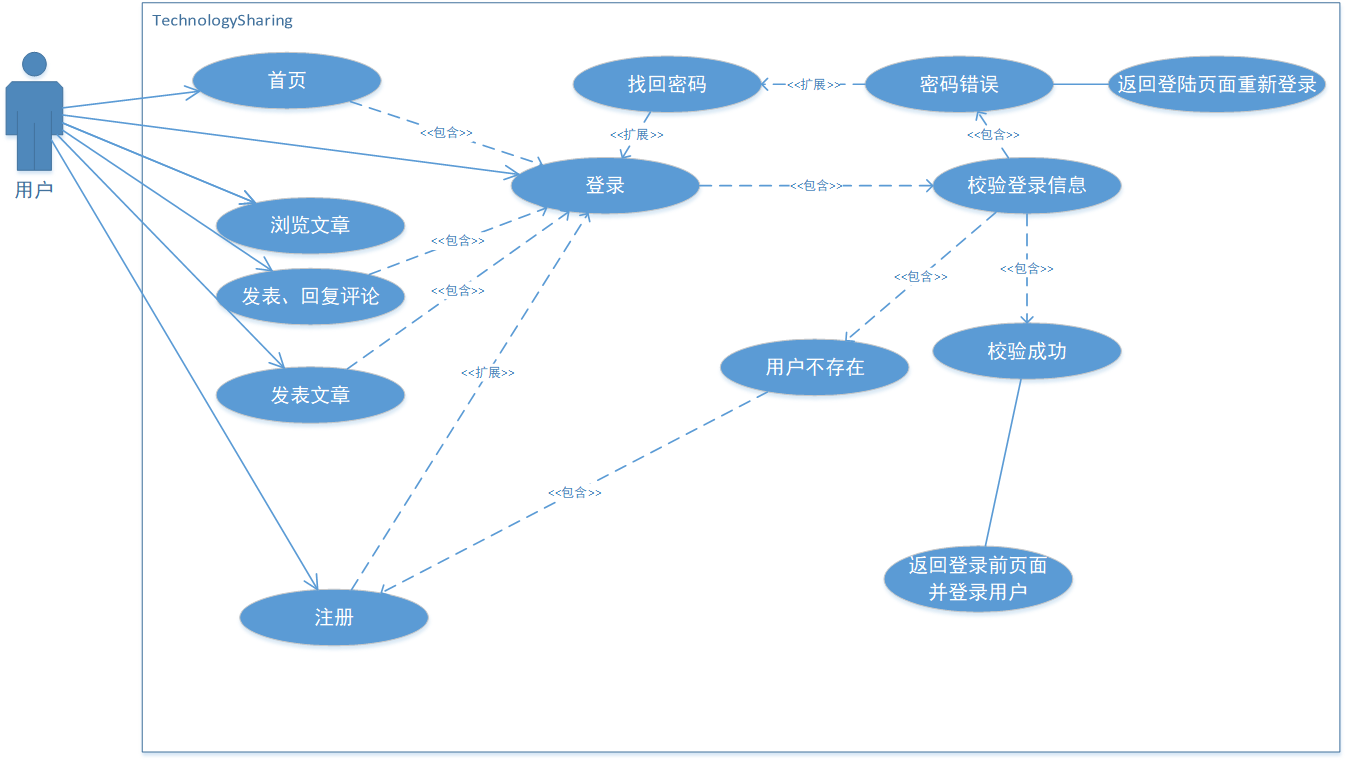 TechnologySharing
首页
找回密码
<<扩展>>
密码错误
返回登陆页面重新登录
<<包含>>
<<扩展>>
<<包含>>
用户
登录
<<包含>>
校验登录信息
浏览文章
<<包含>>
发表、回复评论
<<包含>>
<<包含>>
<<包含>>
校验成功
用户不存在
<<扩展>>
发表文章
<<包含>>
返回登录前页面
并登录用户
注册